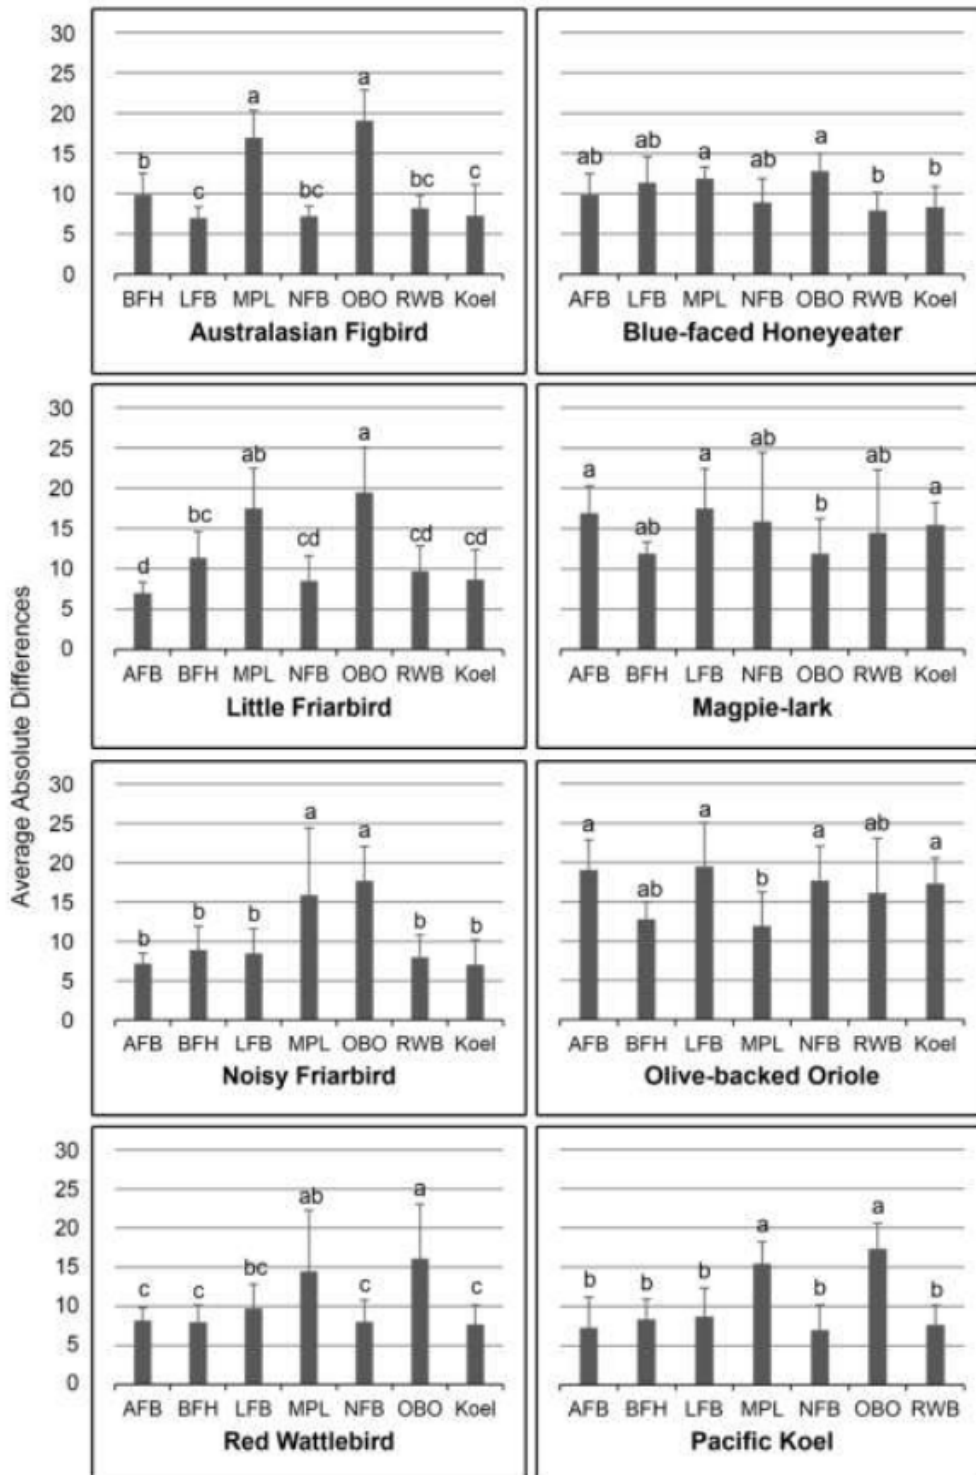 Average Absolute Differences
30
25
20
15
10
5
0
b c a bc a bc c
BFH LFB MPL NFB OBO RWB Koel
Australasian Figbird
ab ab a ab a b b
AFB LFB MPL NFB OBO RWB Koel
Blue-faced Honeyeater
30
25
20
15
10
5
0
d bc ab cd a cd cd
AFB BFH MPL NFB OBO RWB Koel
Little Friarbird
a ab a ab b ab a
AFB BFH LFB NFB OBO RWB Koel
Magpie-lark
30
25
20
15
10
5
0
b b b a a b b
AFB BFH LFB MPL OBO RWB Koel
Noisy Friarbird
a ab a b a ab a
AFB BFH LFB MPL NFB RWB Koel
Olive-backed Oriole
30
25
20
15
10
5
0
c c bc ab c a c
AFB BFH LFB MPL NFB OBO Koel
Red Wattlebird
b b b a b a b
AFB BFH LFB MPL NFB OBO RWB
Pacific Koel